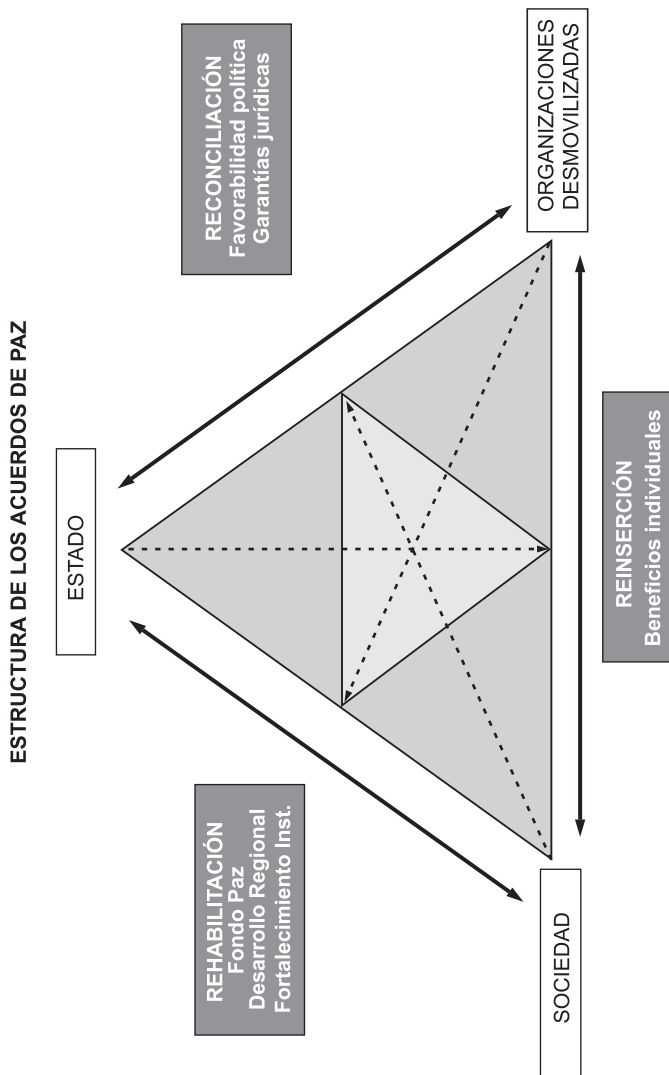 ESTRUCTURA DE LOS ACUERDOS DE PAZ
ESTADO
REHABILITACIÓN
Fondo Paz
Desarrollo Regional
Fortalecimiento Inst.
RECONCILIACIÓN
Favorabilidad política
Garantías jurídicas
SOCIEDAD
ORGANIZACIONES
DESMOVILIZADAS
REINSERCIÓN
Beneficios individuales